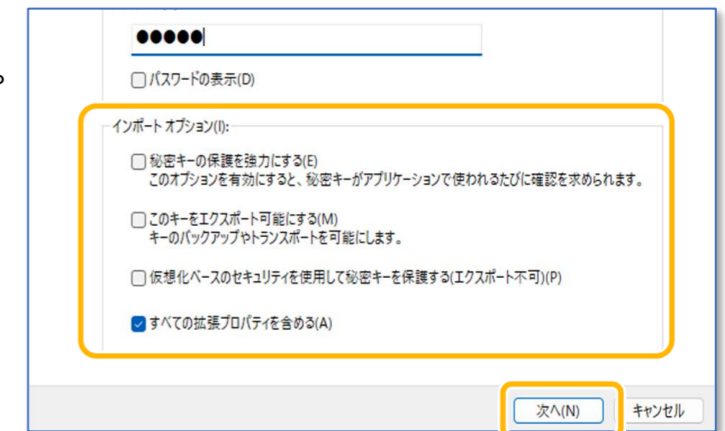 ●●●●●
。
パスワードの表示(D)
インポート オプション(I):
秘密キーの保護を強力にする(E)
このオプションを有効にすると、秘密キーがアプリケーションで使われるたびに確認を求められます。
このキーをエクスポート可能にする(M)
キーのバックアップやトランスポートを可能にします。
仮想化ベースのセキュリティを使用して秘密キーを保護する(エクスポート不可)(P)
すべての拡張プロパティを含める(A)
次へ(N) キャンセル